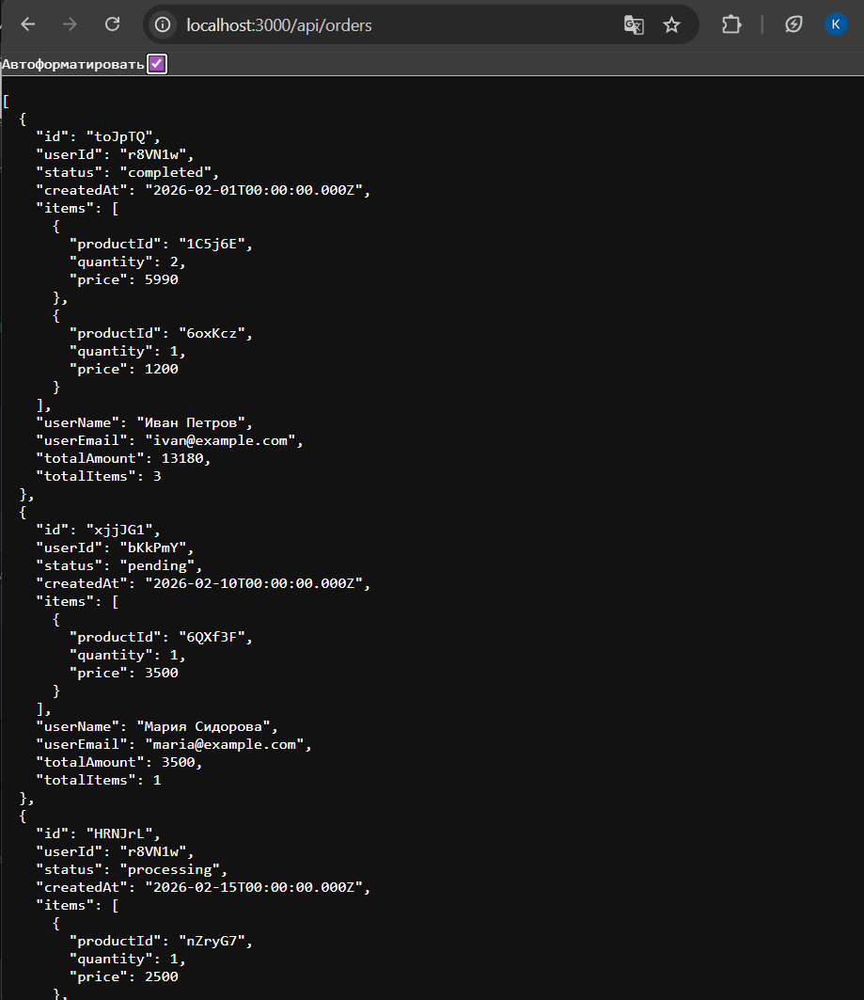 localhost:3000/api/orders
K
Автоформатировать
[
  {
    "id": "toJpTQ",
    "userId": "r8VN1w",
    "status": "completed",
    "createdAt": "2026-02-01T00:00:00.000Z",
    "items": [
      {
        "productId": "1C5j6E",
        "quantity": 2,
        "price": 5990
      },
      {
        "productId": "6oxKcz",
        "quantity": 1,
        "price": 1200
      }
    ],
    "userName": "Иван Петров",
    "userEmail": "ivan@example.com",
    "totalAmount": 13180,
    "totalItems": 3
  },
  {
    "id": "xjjJG1",
    "userId": "bKkPmY",
    "status": "pending",
    "createdAt": "2026-02-10T00:00:00.000Z",
    "items": [
      {
        "productId": "6QXf3F",
        "quantity": 1,
        "price": 3500
      }
    ],
    "userName": "Мария Сидорова",
    "userEmail": "maria@example.com",
    "totalAmount": 3500,
    "totalItems": 1
  },
  {
    "id": "HRNJrL",
    "userId": "r8VN1w",
    "status": "processing",
    "createdAt": "2026-02-15T00:00:00.000Z",
    "items": [
      {
        "productId": "nZryG7",
        "quantity": 1,
        "price": 2500
      },